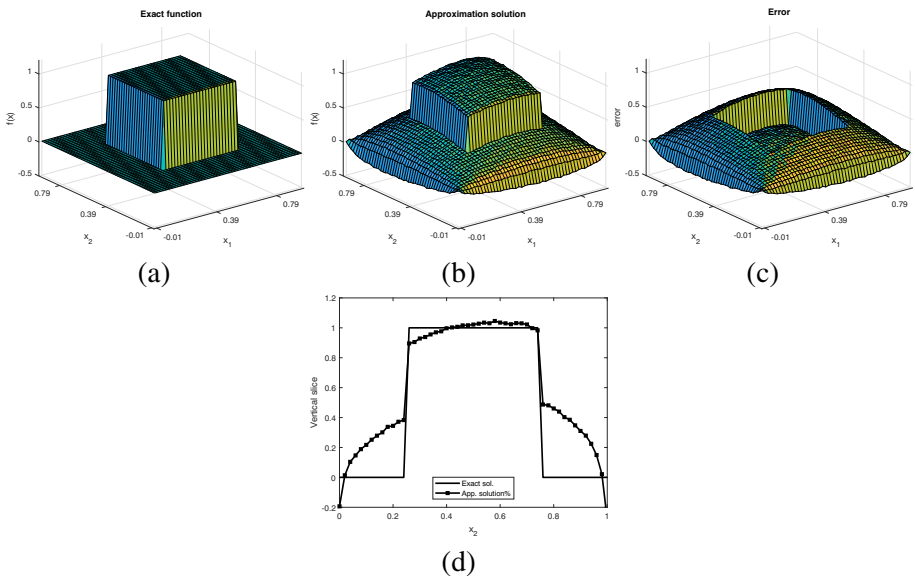 Exact function
Approximation solution
Error
1
0.5
0
-0.5
f(x)
0.79
0.39
-0.01
x2
-0.01
0.39
0.79
x1
1
0.5
0
-0.5
f(x)
0.79
0.39
-0.01
x2
-0.01
0.39
0.79
x1
1
0.5
0
-0.5
error
0.79
0.39
-0.01
x2
-0.01
0.39
0.79
x1
(a)
(b)
(c)
1.2
1
0.8
0.6
0.4
0.2
0
-0.2
Vertical slice
Exact sol.
App. solution%
0
0.2
0.4
0.6
0.8
1
x2
(d)